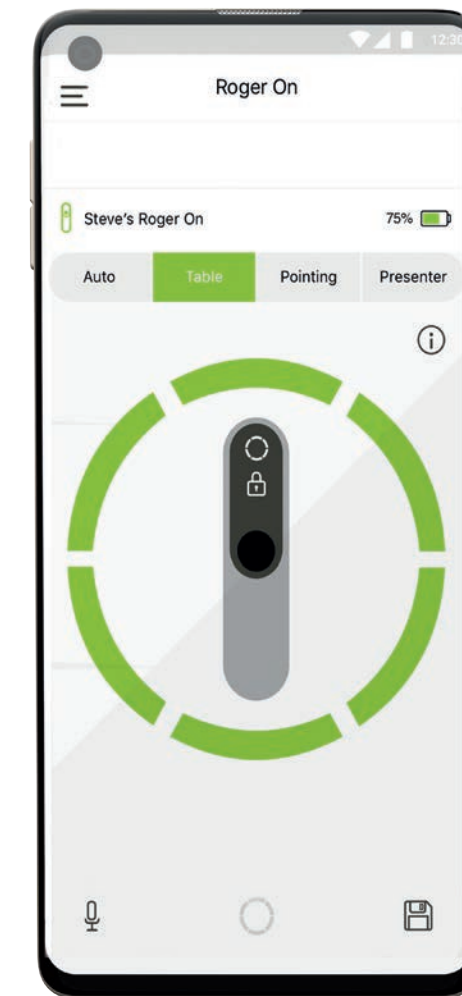 12:30
Roger On
Steve's Roger On 75%
Auto Table Pointing Presenter